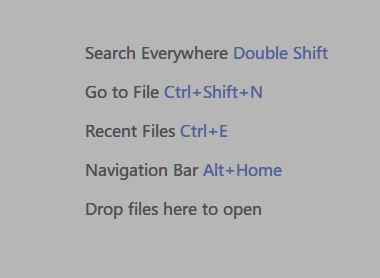 Search Everywhere Double Shift
Go to File Ctrl+Shift+N
Recent Files Ctrl+E
Navigation Bar Alt+Home
Drop files here to open